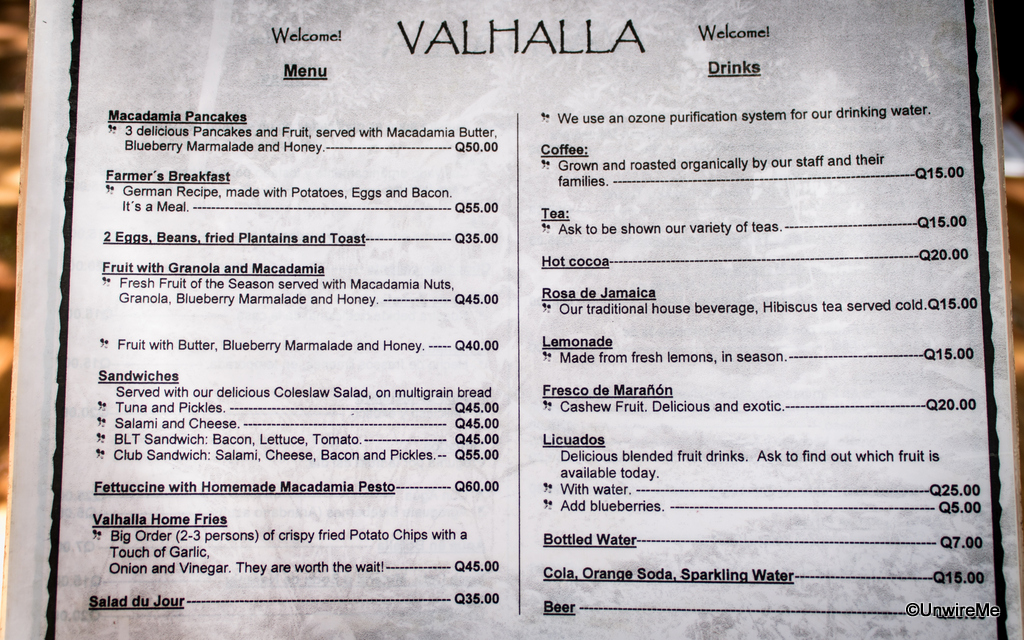 Welcome!
VALHALLA
Welcome!
Menu
Macadamia Pancakes
3 delicious Pancakes and Fruit, served with Macadamia Butter,
Blueberry Marmalade and Honey.------------------------ Q50.00
Farmer´s Breakfast
German Recipe, made with Potatoes, Eggs and Bacon.
It´s a Meal. ------------------------------------------------------ Q55.00
2 Eggs, Beans, fried Plantains and Toast----------------- Q35.00
Fruit with Granola and Macadamia
Fresh Fruit of the Season served with Macadamia Nuts,
Granola, Blueberry Marmalade and Honey. ------------- Q45.00
Fruit with Butter, Blueberry Marmalade and Honey. ----- Q40.00
Sandwiches
Served with our delicious Coleslaw Salad, on multigrain bread
Tuna and Pickles. ------------------------------------------- Q45.00
Salami and Cheese. ---------------------------------------- Q45.00
BLT Sandwich: Bacon, Lettuce, Tomato.---------------- Q45.00
Club Sandwich: Salami, Cheese, Bacon and Pickles.-- Q55.00
Fettuccine with Homemade Macadamia Pesto----------- Q60.00
Valhalla Home Fries
Big Order (2-3 persons) of crispy fried Potato Chips with a
Touch of Garlic,
Onion and Vinegar. They are worth the wait!------------- Q45.00
Salad du Jour--------------------------------------------------- Q35.00
Drinks
We use an ozone purification system for our drinking water.
Coffee:
Grown and roasted organically by our staff and their
families. ----------------------------------------------------------Q15.00
Tea:
Ask to be shown our variety of teas. --------------------------Q15.00
Hot cocoa------------------------------------------------------------Q20.00
Rosa de Jamaica
Our traditional house beverage, Hibiscus tea served cold.Q15.00
Lemonade
Made from fresh lemons, in season.--------------------------Q15.00
Fresco de Marañón
Cashew Fruit. Delicious and exotic.---------------------------Q20.00
Licuados
Delicious blended fruit drinks. Ask to find out which fruit is
available today.
With water. ---------------------------------------------------------Q25.00
Add blueberries. --------------------------------------------------- Q5.00
Bottled Water--------------------------------------------------------- Q7.00
Cola, Orange Soda, Sparkling Water---------------------------Q15.00
Beer --------------------------------------------------------------
©UnwireMe